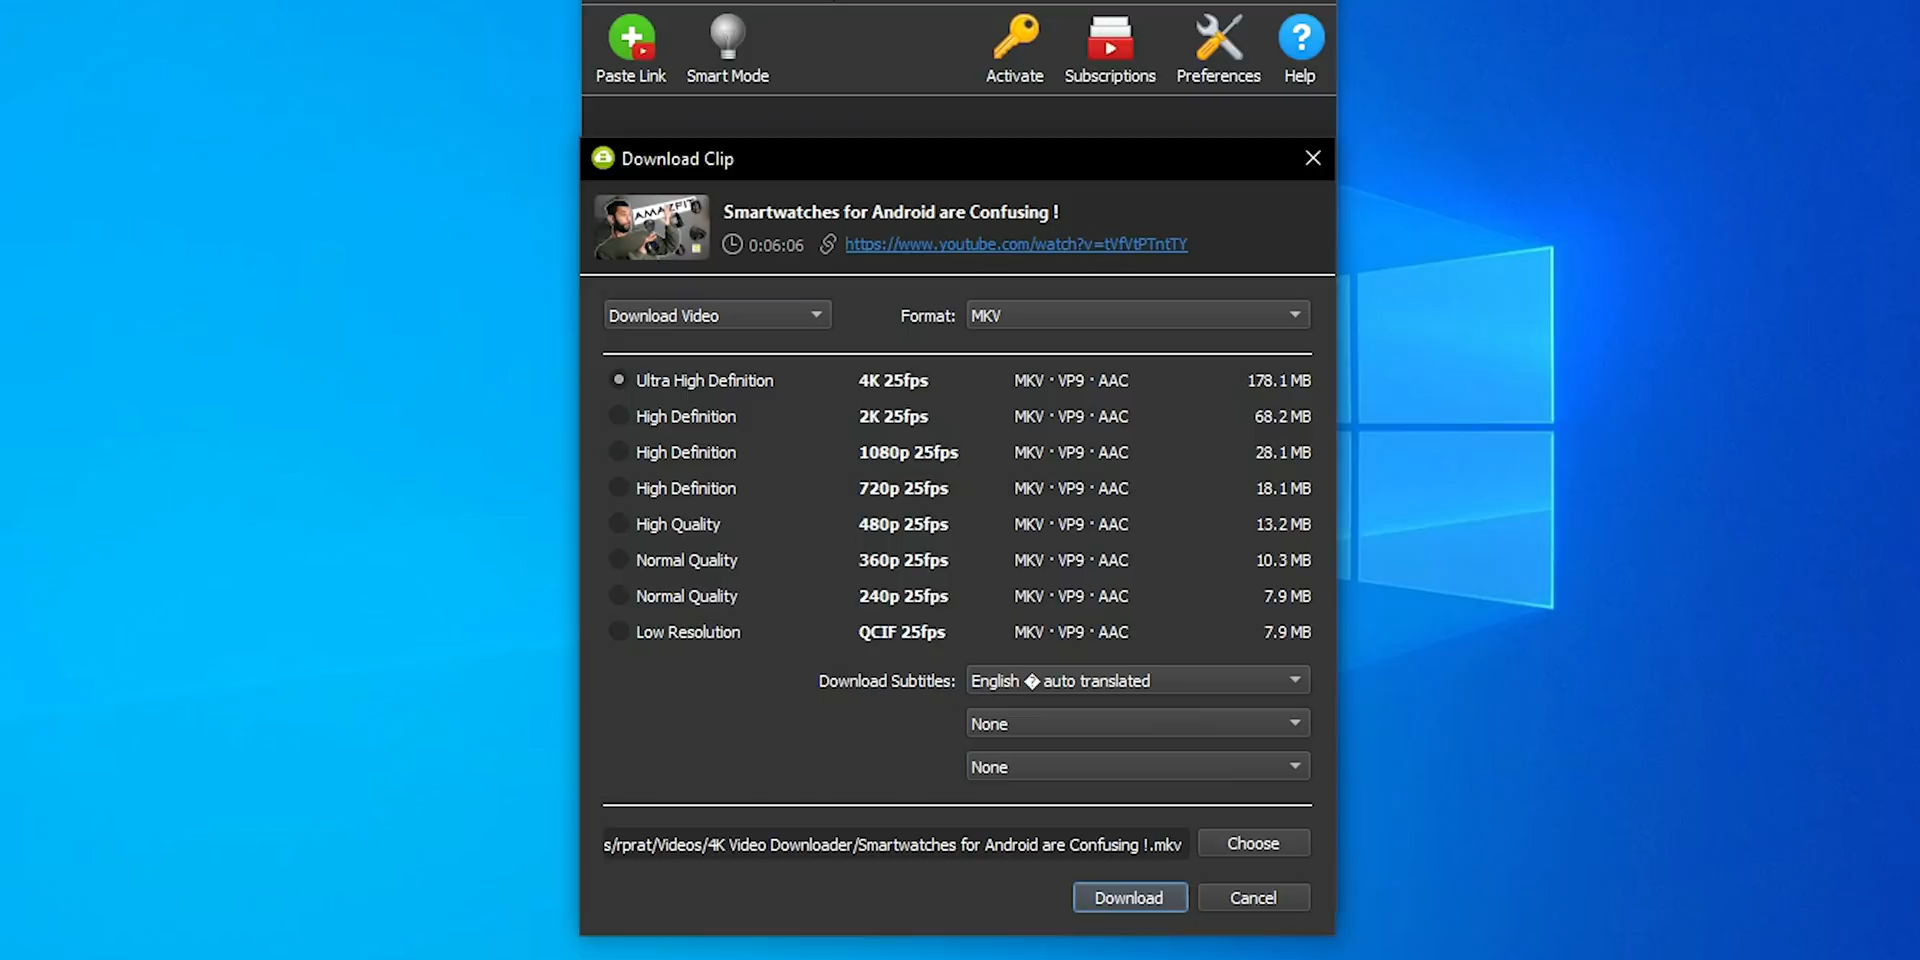 Paste Link
Smart Mode
Activate
Subscriptions
Preferences
Help
Download Clip
AMAZFIT
Smartwatches for Android are Confusing !
0:06:06
https://www.youtube.com/watch?v=tVfVtPTntTY
Download Video
Format: MKV
Ultra High Definition 4K 25fps MKV · VP9 · AAC 178.1 MB
High Definition 2K 25fps MKV · VP9 · AAC 68.2 MB
High Definition 1080p 25fps MKV · VP9 · AAC 28.1 MB
High Definition 720p 25fps MKV · VP9 · AAC 18.1 MB
High Quality 480p 25fps MKV · VP9 · AAC 13.2 MB
Normal Quality 360p 25fps MKV · VP9 · AAC 10.3 MB
Normal Quality 240p 25fps MKV · VP9 · AAC 7.9 MB
Low Resolution QCIF 25fps MKV · VP9 · AAC 7.9 MB
Download Subtitles: English � auto translated
None
None
s/rprat/Videos/4K Video Downloader/Smartwatches for Android are Confusing !.mkv
Choose
Download
Cancel